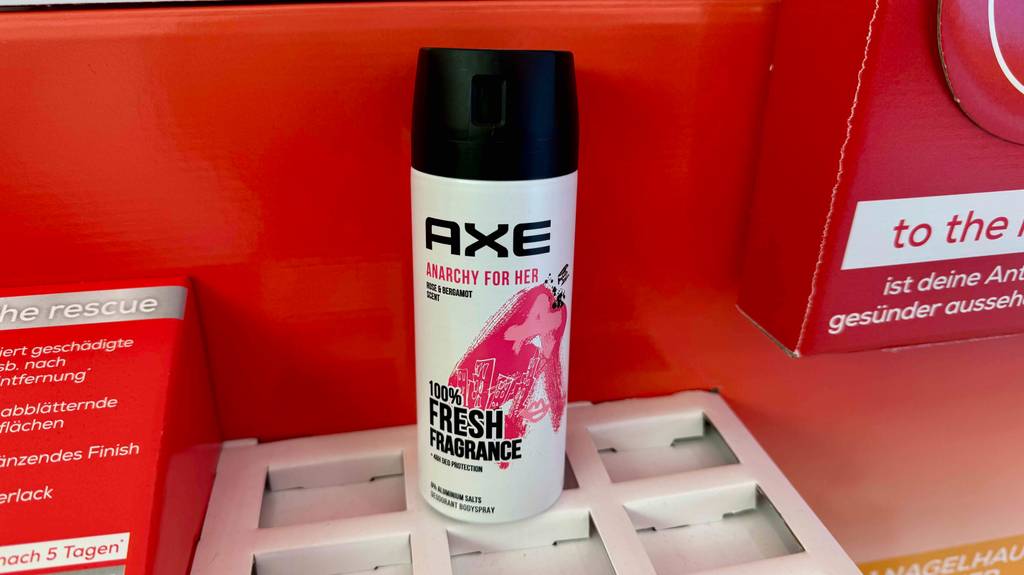 AXE
ANARCHY FOR HER
ROSE & BERGAMOT
SCENT
100%
FRESH
FRAGRANCE
+ 48H DEO PROTECTION
0% ALUMINIUM SALTS
DEODORANT BODYSPRAY
he rescue
iert geschädigte
sb. nach
ntfernung*
abblätternde
flächen
änzendes Finish
erlack
nach 5 Tagen*
to the
ist deine Ant
gesünder ausseh
NAGELHAU